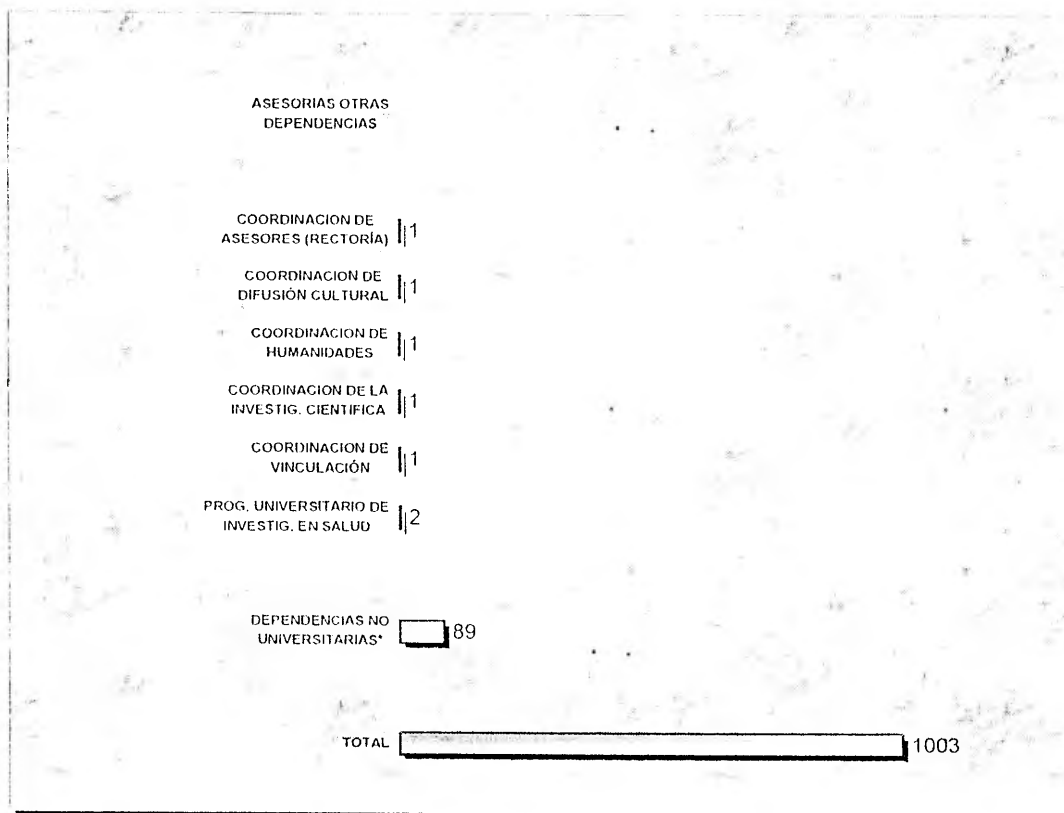 ASESORIAS OTRAS
DEPENDENCIAS
COORDINACION DE
ASESORES (RECTORÍA)
1
COORDINACION DE
DIFUSIÓN CULTURAL
1
COORDINACION DE
HUMANIDADES
1
COORDINACION DE LA
INVESTIG. CIENTIFICA
1
COORDINACION DE
VINCULACIÓN
1
PROG. UNIVERSITARIO DE
INVESTIG. EN SALUD
2
DEPENDENCIAS NO
UNIVERSITARIAS*
89
TOTAL
1003